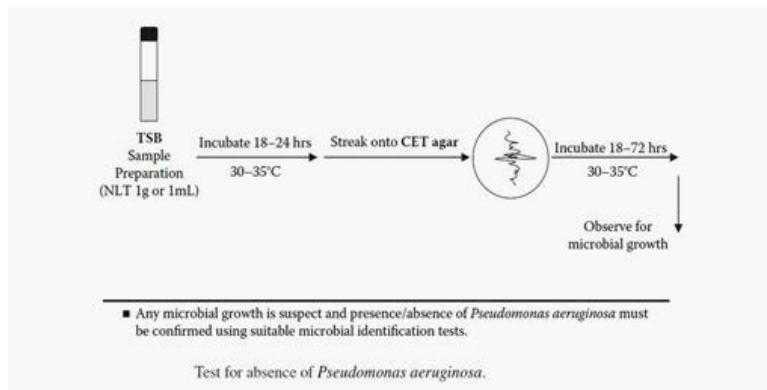 TSB
Sample
Preparation
(NLT 1g or 1mL)
Incubate 18–24 hrs
30–35°C
Streak onto CET agar
Incubate 18–72 hrs
30–35°C
Observe for
microbial growth
■ Any microbial growth is suspect and presence/absence of Pseudomonas aeruginosa must
be confirmed using suitable microbial identification tests.
Test for absence of Pseudomonas aeruginosa.